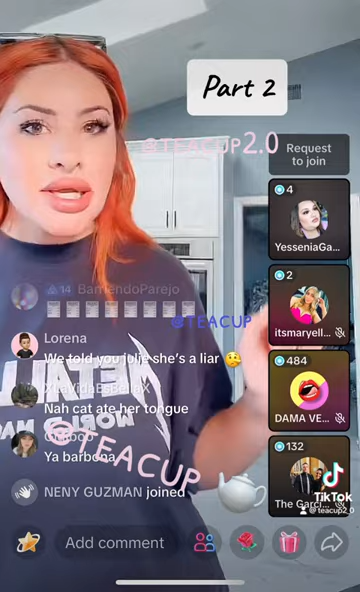 Part 2
@TEACUP2.0
Request
to join
4
YesseniaGa...
2
itsmaryell...
14 BarriendoParejo
@TEACUP
Lorena
We told you julie she's a liar 🤥
484
DAMA VE...
Nah cat ate her tongue
@TEACUP
Ya barbona
132
The Garci
NENY GUZMAN joined
TikTok
@teacup2_0
Add comment